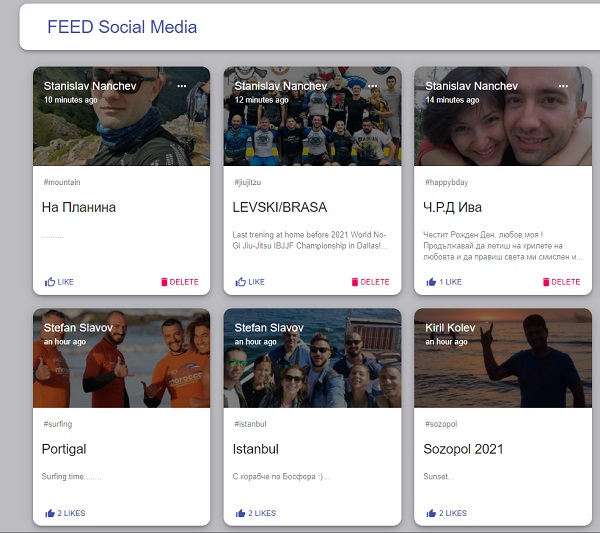 FEED Social Media
Stanislav Nanchev
10 minutes ago
#mountain
На Планина
..........
LIKE
DELETE
Stanislav Nanchev
12 minutes ago
#jiujitzu
LEVSKI/BRASA
Last trening at home before 2021 World No-
Gi Jiu-Jitsu IBJJF Championship in Dallas!...
LIKE
DELETE
Stanislav Nanchev
14 minutes ago
#happybday
Ч.Р.Д Ива
Честит Рожден Ден, любов моя !
Продължавай да летиш на крилете на
любовта и да правиш света ми смислен и...
1 LIKE
DELETE
Stefan Slavov
an hour ago
#surfing
Portigal
Surfing time........
2 LIKES
Stefan Slavov
an hour ago
#istanbul
Istanbul
С корабче по Босфора :)...
2 LIKES
Kiril Kolev
an hour ago
#sozopol
Sozopol 2021
Sunset...
2 LIKES